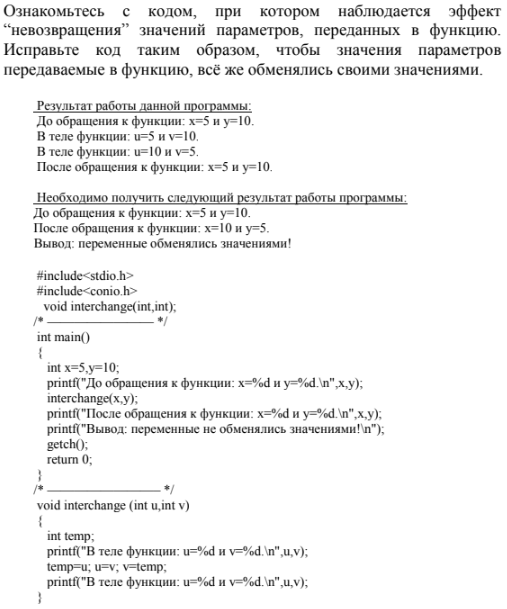 Ознакомьтесь с кодом, при котором наблюдается эффект
“невозвращения” значений параметров, переданных в функцию.
Исправьте код таким образом, чтобы значения параметров
передаваемые в функцию, всё же обменялись своими значениями.
Результат работы данной программы:
До обращения к функции: x=5 и y=10.
В теле функции: u=5 и v=10.
В теле функции: u=10 и v=5.
После обращения к функции: x=5 и y=10.
Необходимо получить следующий результат работы программы:
До обращения к функции: x=5 и y=10.
После обращения к функции: x=10 и y=5.
Вывод: переменные обменялись значениями!
#include<stdio.h>
#include<conio.h>
void interchange(int,int);
/* ———————— */
int main()
{
int x=5,y=10;
printf("До обращения к функции: x=%d и y=%d.\n",x,y);
interchange(x,y);
printf("После обращения к функции: x=%d и y=%d.\n",x,y);
printf("Вывод: переменные не обменялись значениями!\n");
getch();
return 0;
}
/* ———————— */
void interchange (int u,int v)
{
int temp;
printf("В теле функции: u=%d и v=%d.\n",u,v);
temp=u; u=v; v=temp;
printf("В теле функции: u=%d и v=%d.\n",u,v);
}